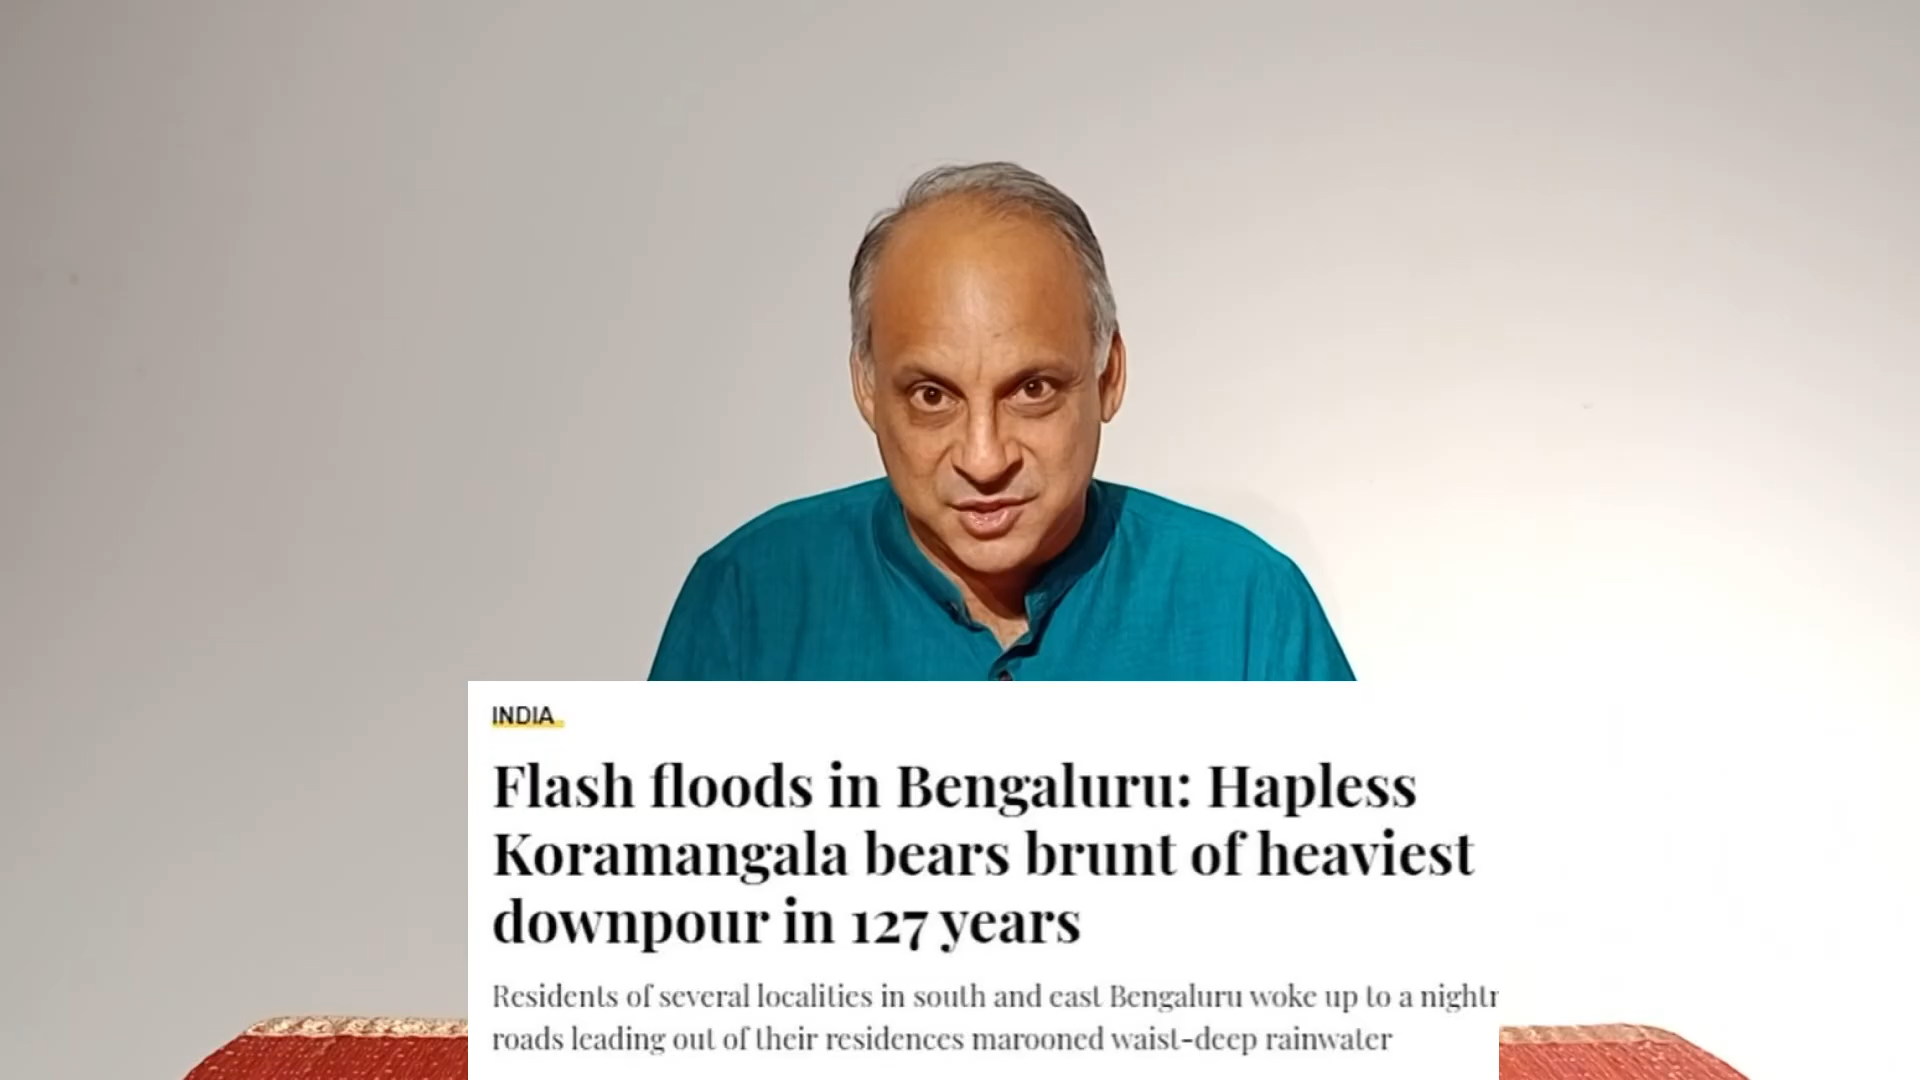 INDIA
Flash floods in Bengaluru: Hapless
Koramangala bears brunt of heaviest
downpour in 127 years
Residents of several localities in south and east Bengaluru woke up to a
roads leading out of their residences marooned waist-deep rainwater